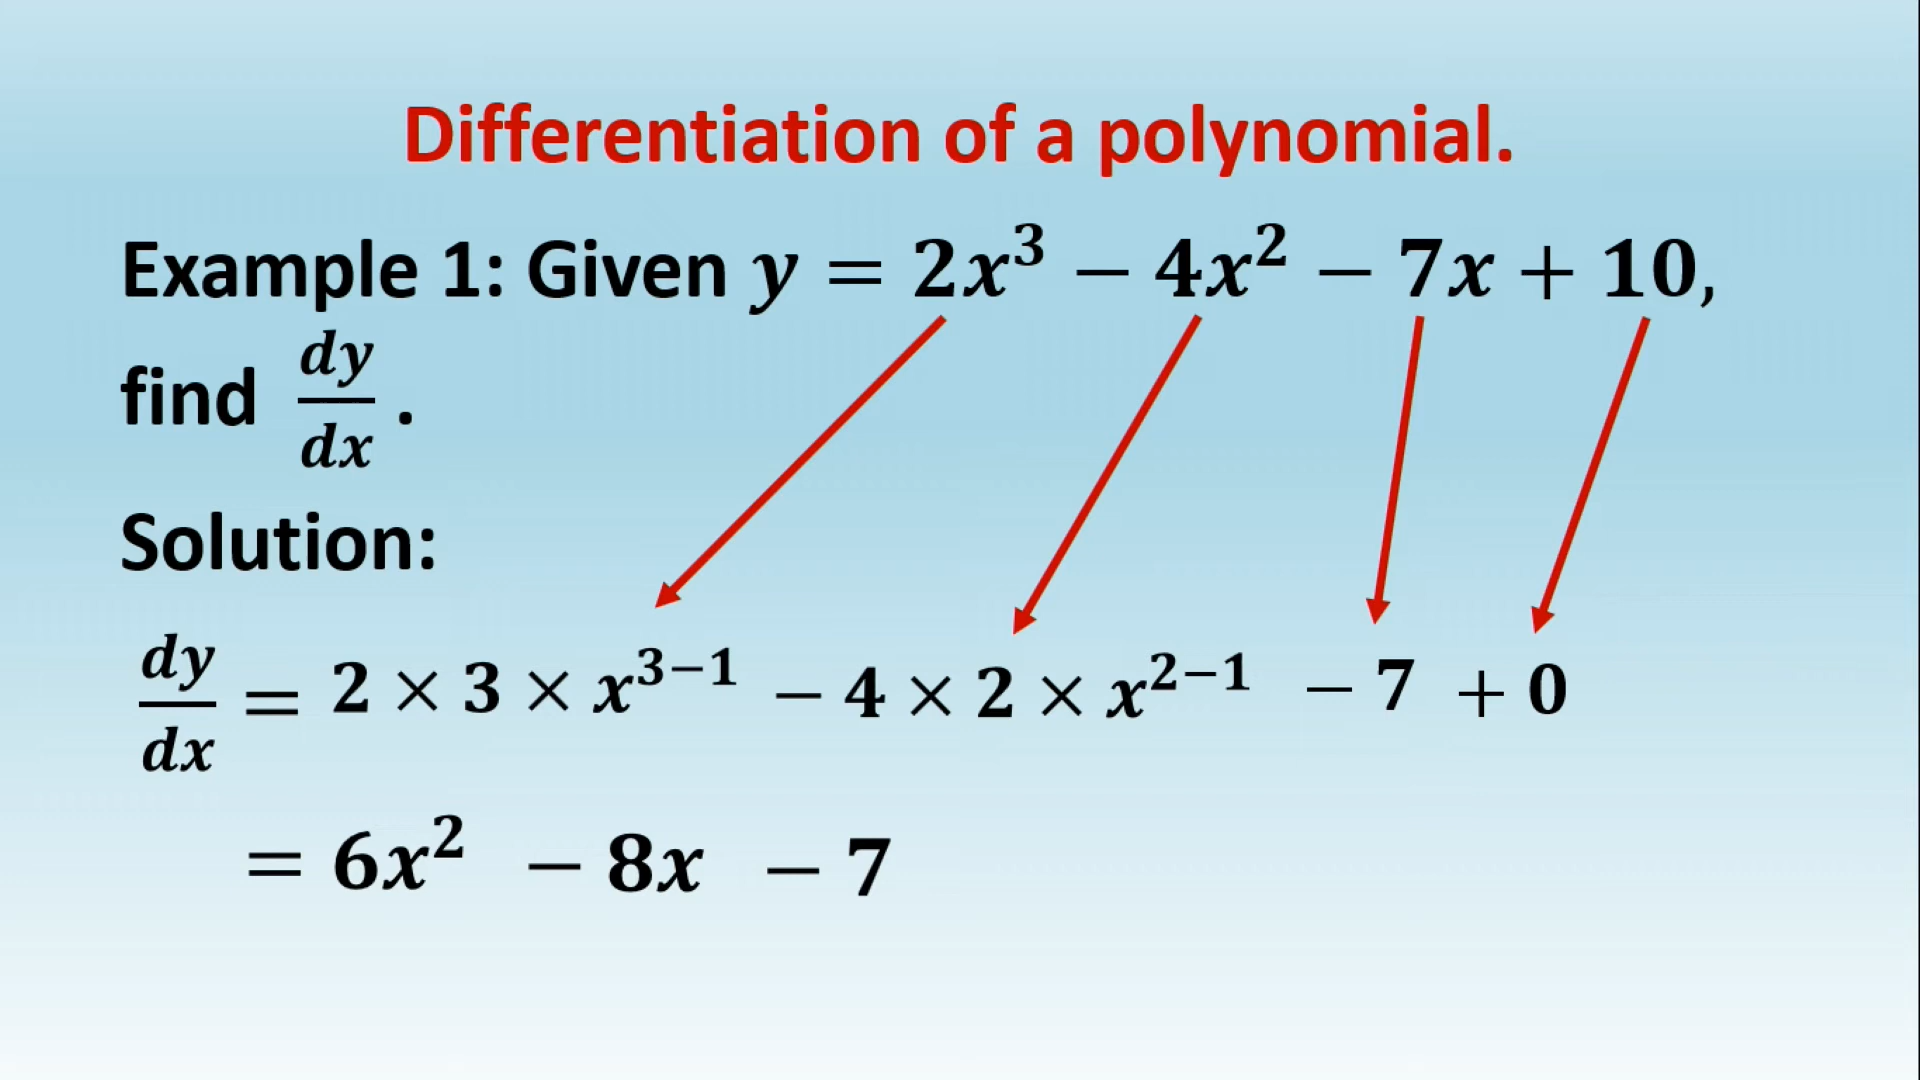 Differentiation of a polynomial.
Example 1: Given y = 2x³ − 4x² − 7x + 10,
find dy/dx .
Solution:
dy/dx = 2 × 3 × x³⁻¹ − 4 × 2 × x²⁻¹ − 7 + 0
= 6x² − 8x − 7